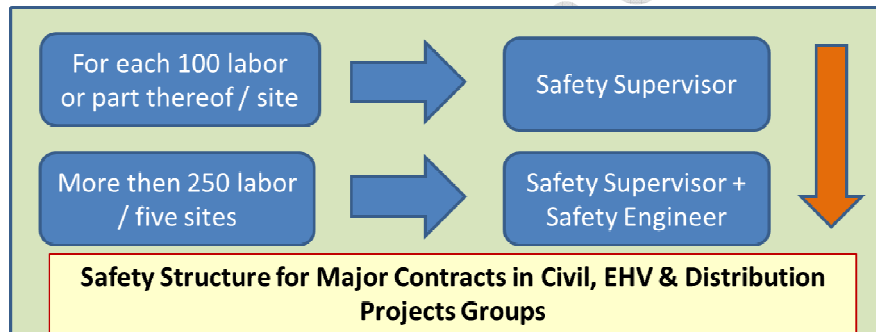 For each 100 labor
or part thereof / site
Safety Supervisor
More then 250 labor
/ five sites
Safety Supervisor +
Safety Engineer
Safety Structure for Major Contracts in Civil, EHV & Distribution
Projects Groups